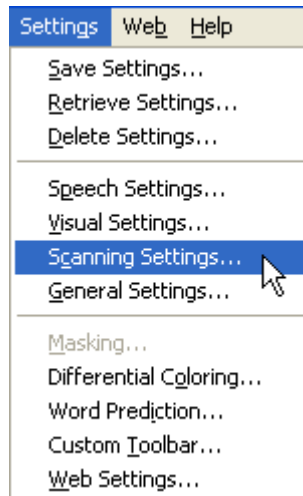 Settings Web Help
Save Settings...
Retrieve Settings...
Delete Settings...
Speech Settings...
Visual Settings...
Scanning Settings...
General Settings...
Masking...
Differential Coloring...
Word Prediction...
Custom Toolbar...
Web Settings...